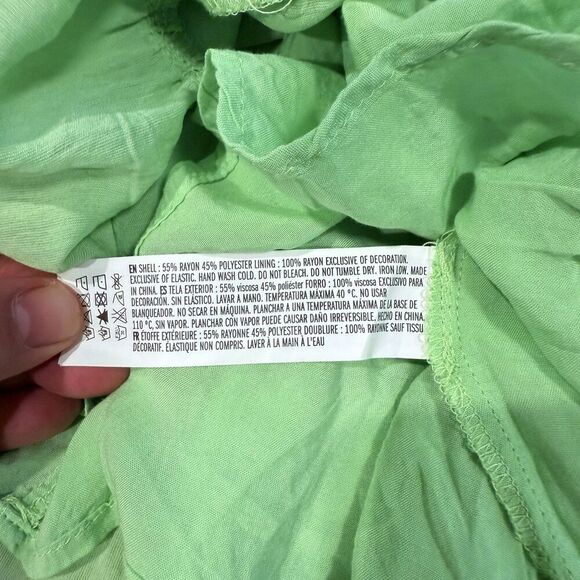 EN SHELL : 55% RAYON 45% POLYESTER LINING : 100% RAYON EXCLUSIVE OF DECORATION.
EXCLUSIVE OF ELASTIC. HAND WASH COLD. DO NOT BLEACH. DO NOT TUMBLE DRY. IRON LOW. MADE
IN CHINA. ES TELA EXTERIOR : 55% viscosa 45% poliéster FORRO : 100% viscosa EXCLUSIVO PARA
DECORACIÓN. SIN ELÁSTICO. LAVAR A MANO. TEMPERATURA MÁXIMA 40 °C. NO USAR
BLANQUEADOR. NO SECAR EN MÁQUINA. PLANCHAR A UNA TEMPERATURA MÁXIMA DE LA BASE DE
110 °C, SIN VAPOR. PLANCHAR CON VAPOR PUEDE CAUSAR DAÑO IRREVERSIBLE. HECHO EN CHINA.
FR ÉTOFFE EXTÉRIEURE : 55% RAYONNE 45% POLYESTER DOUBLURE : 100% RAYONNE SAUF TISSU
DÉCORATIF. ÉLASTIQUE NON COMPRIS. LAVER À LA MAIN À L'EAU